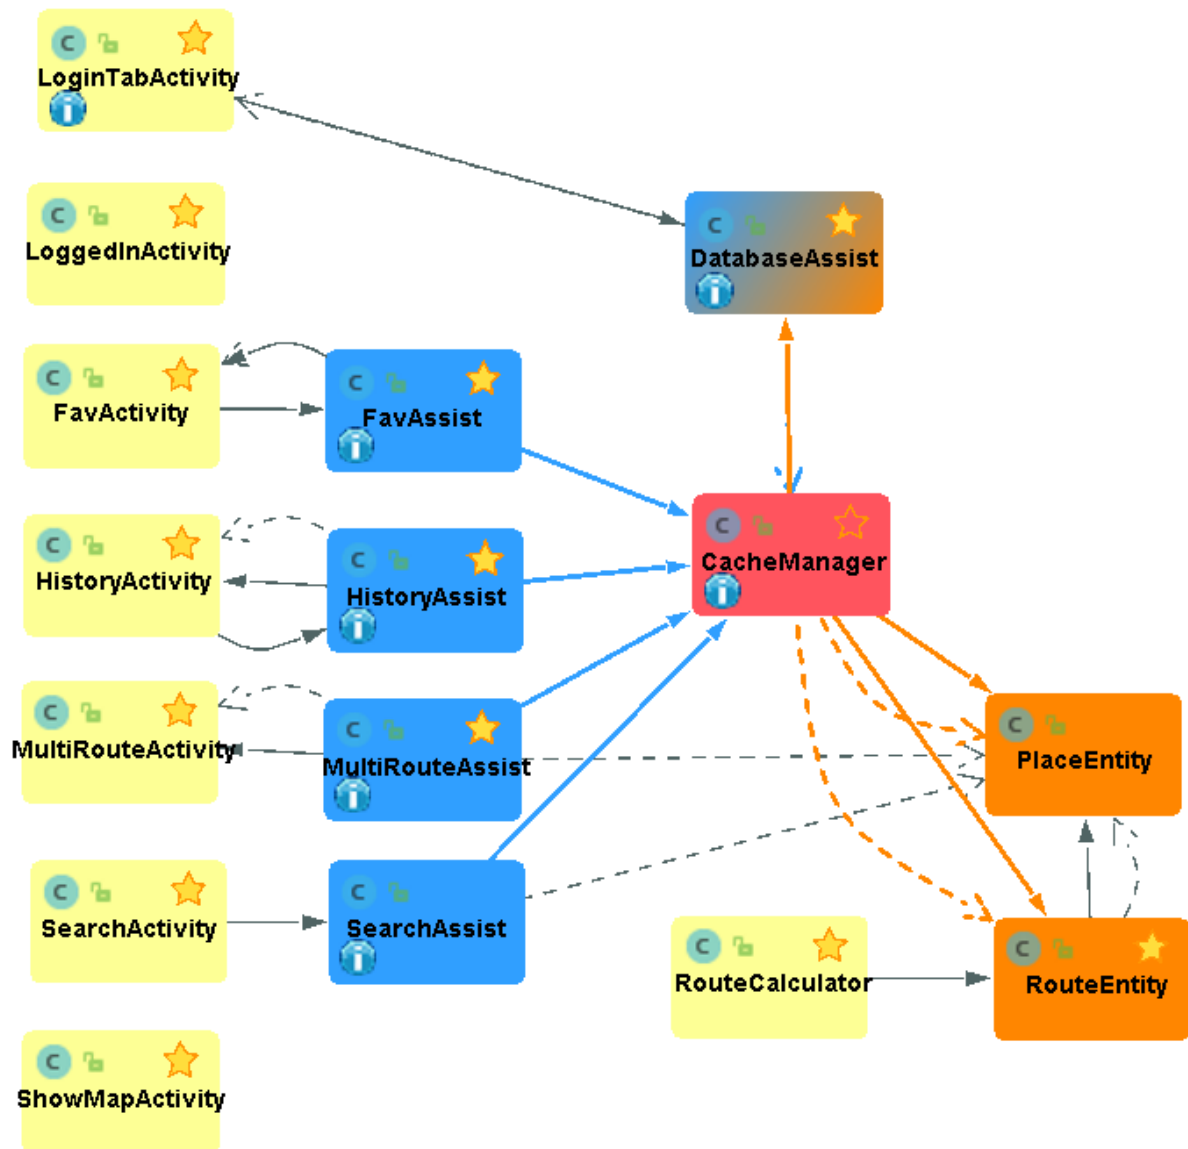 C
LoginTabActivity
i
C
LoggedInActivity
C
DatabaseAssist
i
C
FavActivity
C
FavAssist
i
C
HistoryActivity
C
HistoryAssist
i
C
CacheManager
i
C
MultiRouteActivity
C
MultiRouteAssist
i
C
PlaceEntity
C
SearchActivity
C
SearchAssist
i
C
RouteCalculator
C
RouteEntity
C
ShowMapActivity